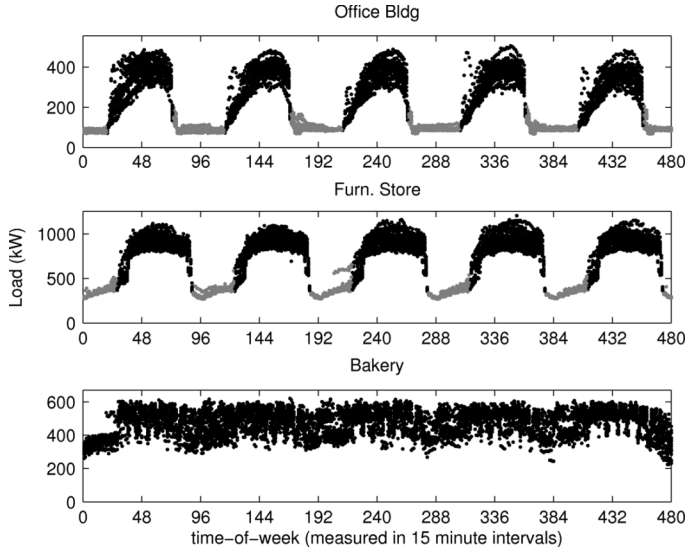 Office Bldg
400
200
0
0 48 96 144 192 240 288 336 384 432 480
Furn. Store
1000
500
0
0 48 96 144 192 240 288 336 384 432 480
Load (kW)
Bakery
600
400
200
0
0 48 96 144 192 240 288 336 384 432 480
time−of−week (measured in 15 minute intervals)